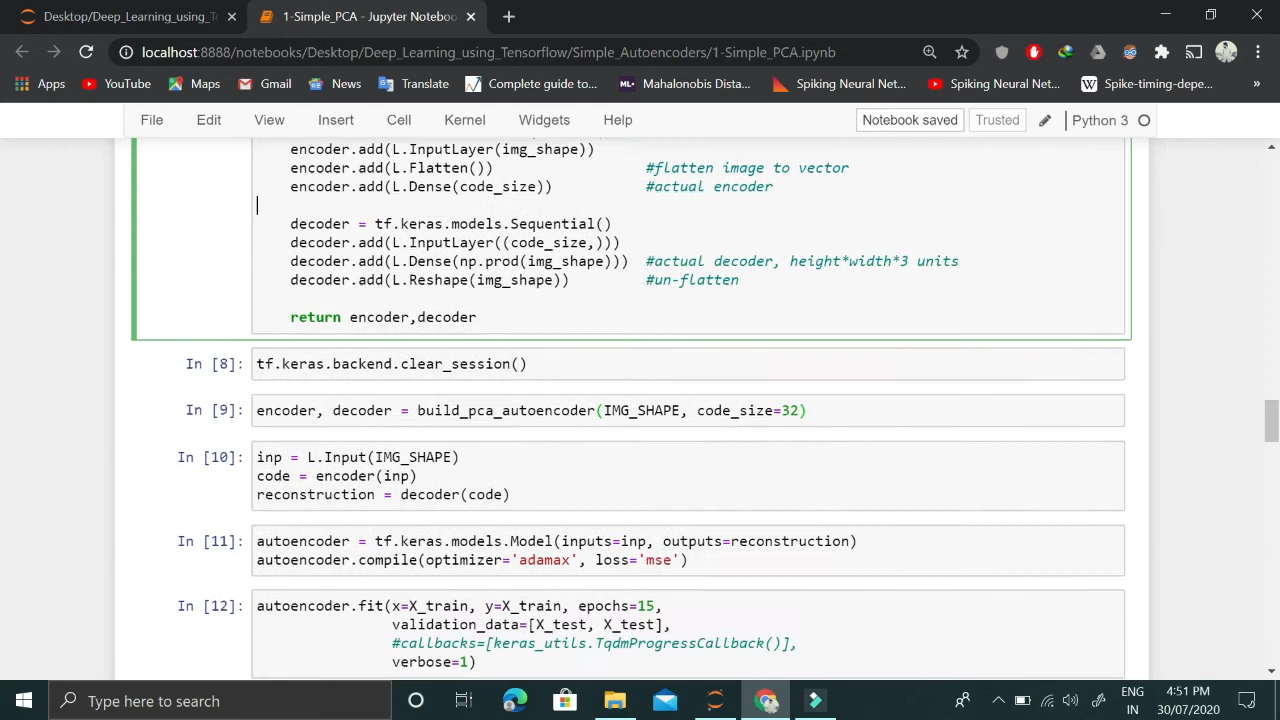 Desktop/Deep_Learning_using_Te
1-Simple_PCA - Jupyter Notebook
localhost:8888/notebooks/Desktop/Deep_Learning_using_Tensorflow/Simple_Autoencoders/1-Simple_PCA.ipynb
Apps YouTube Maps Gmail News Translate Complete guide to... ML+ Mahalonobis Dista... Spiking Neural Net... Spiking Neural Net... W Spike-timing-depe... »
File Edit View Insert Cell Kernel Widgets Help Notebook saved Trusted Python 3
encoder.add(L.InputLayer(img_shape))
encoder.add(L.Flatten()) #flatten image to vector
encoder.add(L.Dense(code_size)) #actual encoder
decoder = tf.keras.models.Sequential()
decoder.add(L.InputLayer((code_size,)))
decoder.add(L.Dense(np.prod(img_shape))) #actual decoder, height*width*3 units
decoder.add(L.Reshape(img_shape)) #un-flatten
return encoder,decoder
In [8]: tf.keras.backend.clear_session()
In [9]: encoder, decoder = build_pca_autoencoder(IMG_SHAPE, code_size=32)
In [10]: inp = L.Input(IMG_SHAPE)
code = encoder(inp)
reconstruction = decoder(code)
In [11]: autoencoder = tf.keras.models.Model(inputs=inp, outputs=reconstruction)
autoencoder.compile(optimizer='adamax', loss='mse')
In [12]: autoencoder.fit(x=X_train, y=X_train, epochs=15,
validation_data=[X_test, X_test],
#callbacks=[keras_utils.TqdmProgressCallback()],
verbose=1)
Type here to search
ENG
IN
4:51 PM
30/07/2020